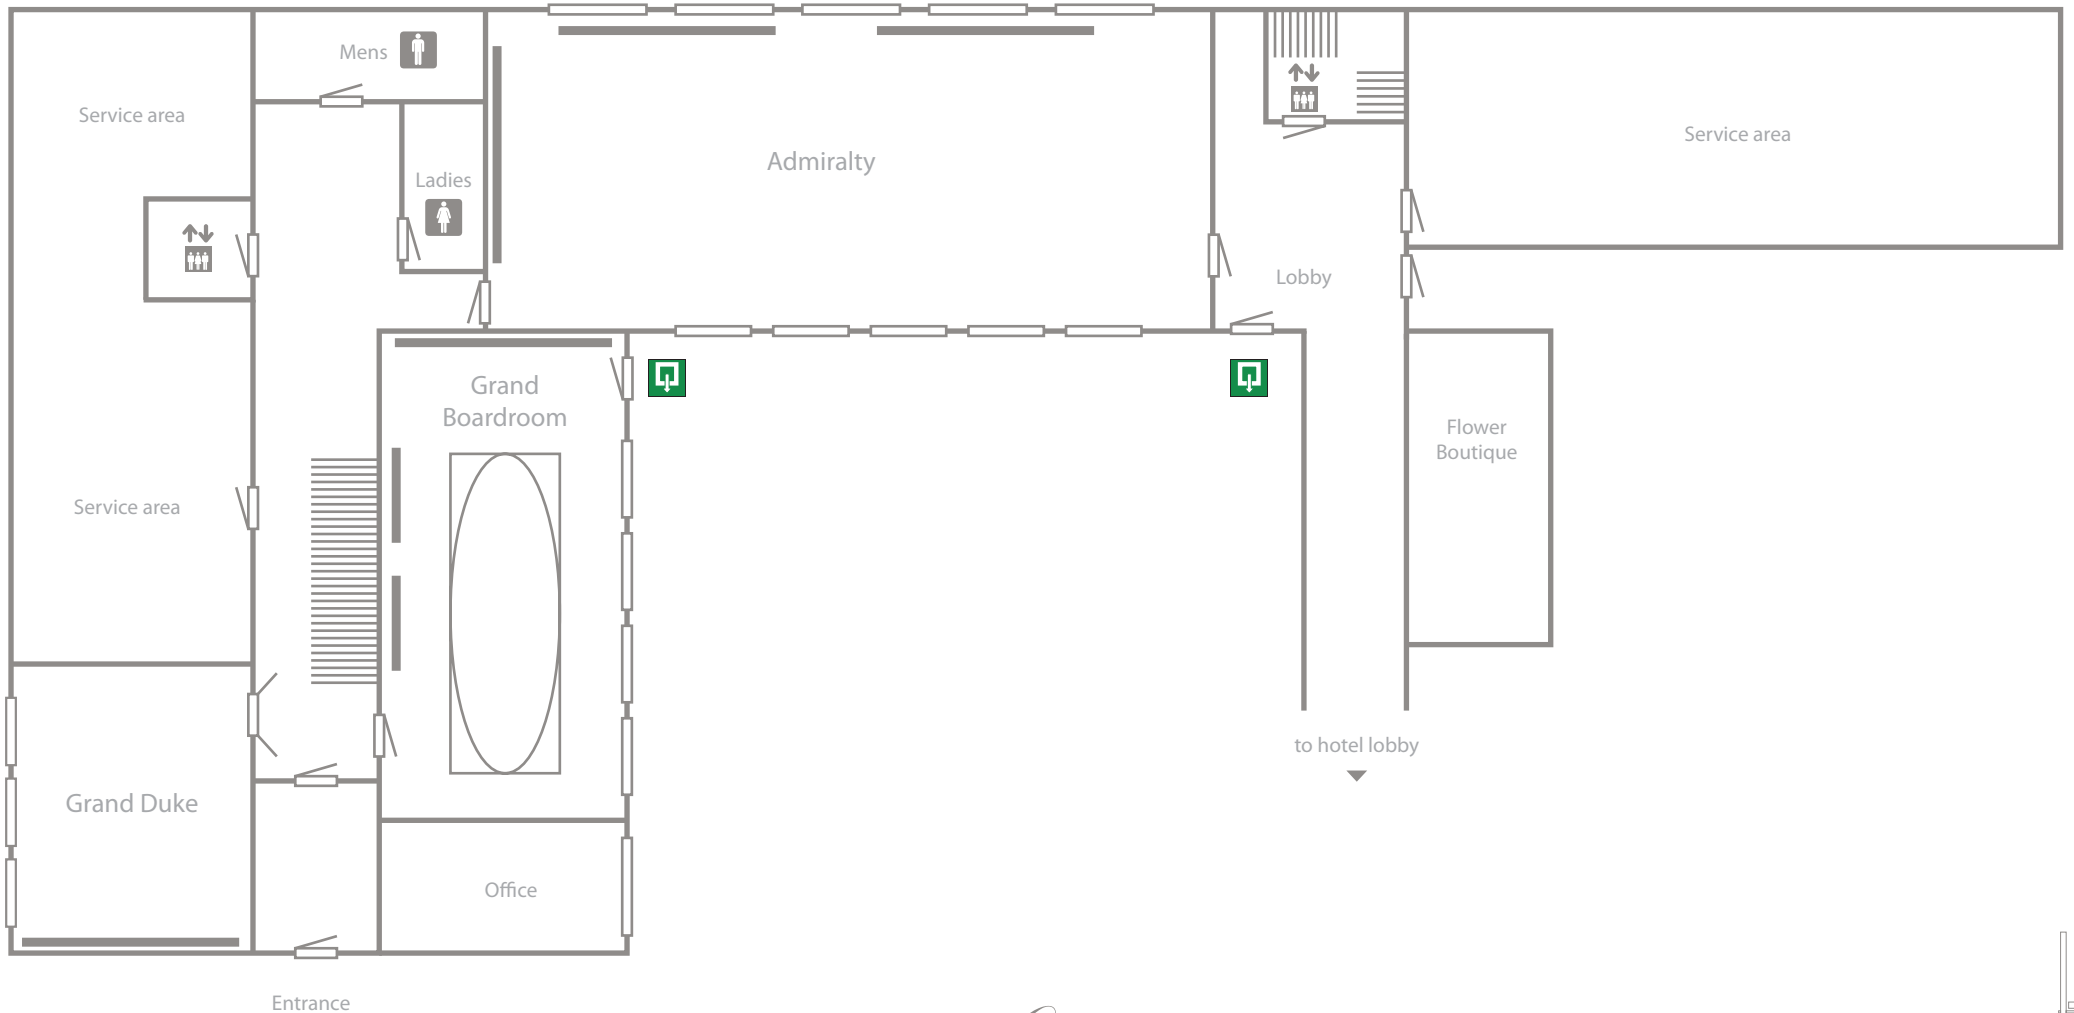 Mens
Service area
Service area
Admiralty
Ladies
Lobby
Grand
Boardroom
Flower
Boutique
Service area
to hotel lobby
Grand Duke
Office
Entrance